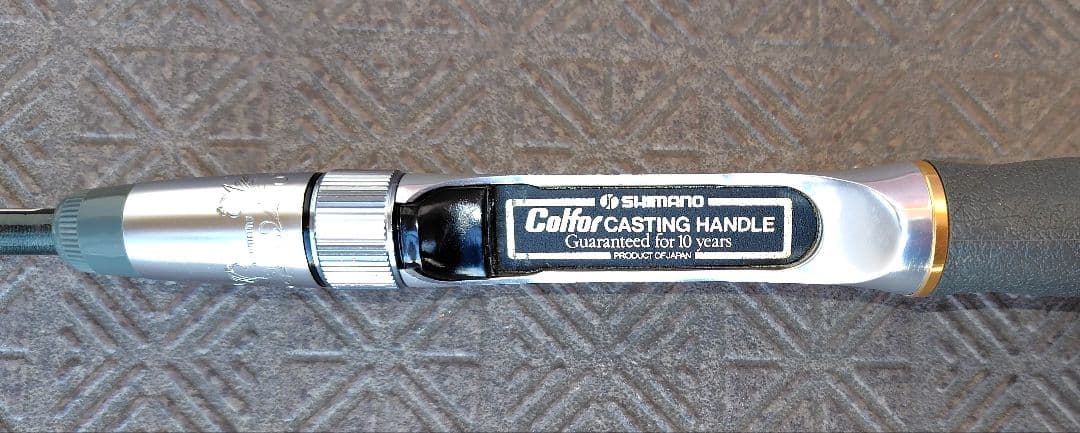 SHIMANO
Colfor CASTING HANDLE
Guaranteed for 10 years
PRODUCT OF JAPAN